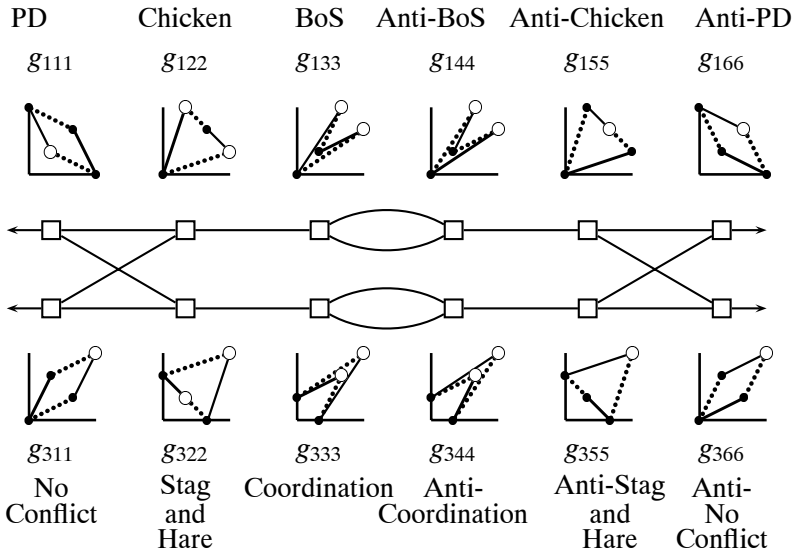 PD Chicken BoS Anti-BoS Anti-Chicken Anti-PD
g111 g122 g133 g144 g155 g166
g311 g322 g333 g344 g355 g366
No Stag Coordination Anti- Anti-Stag Anti-
Conflict and Coordination and No
Hare Hare Conflict